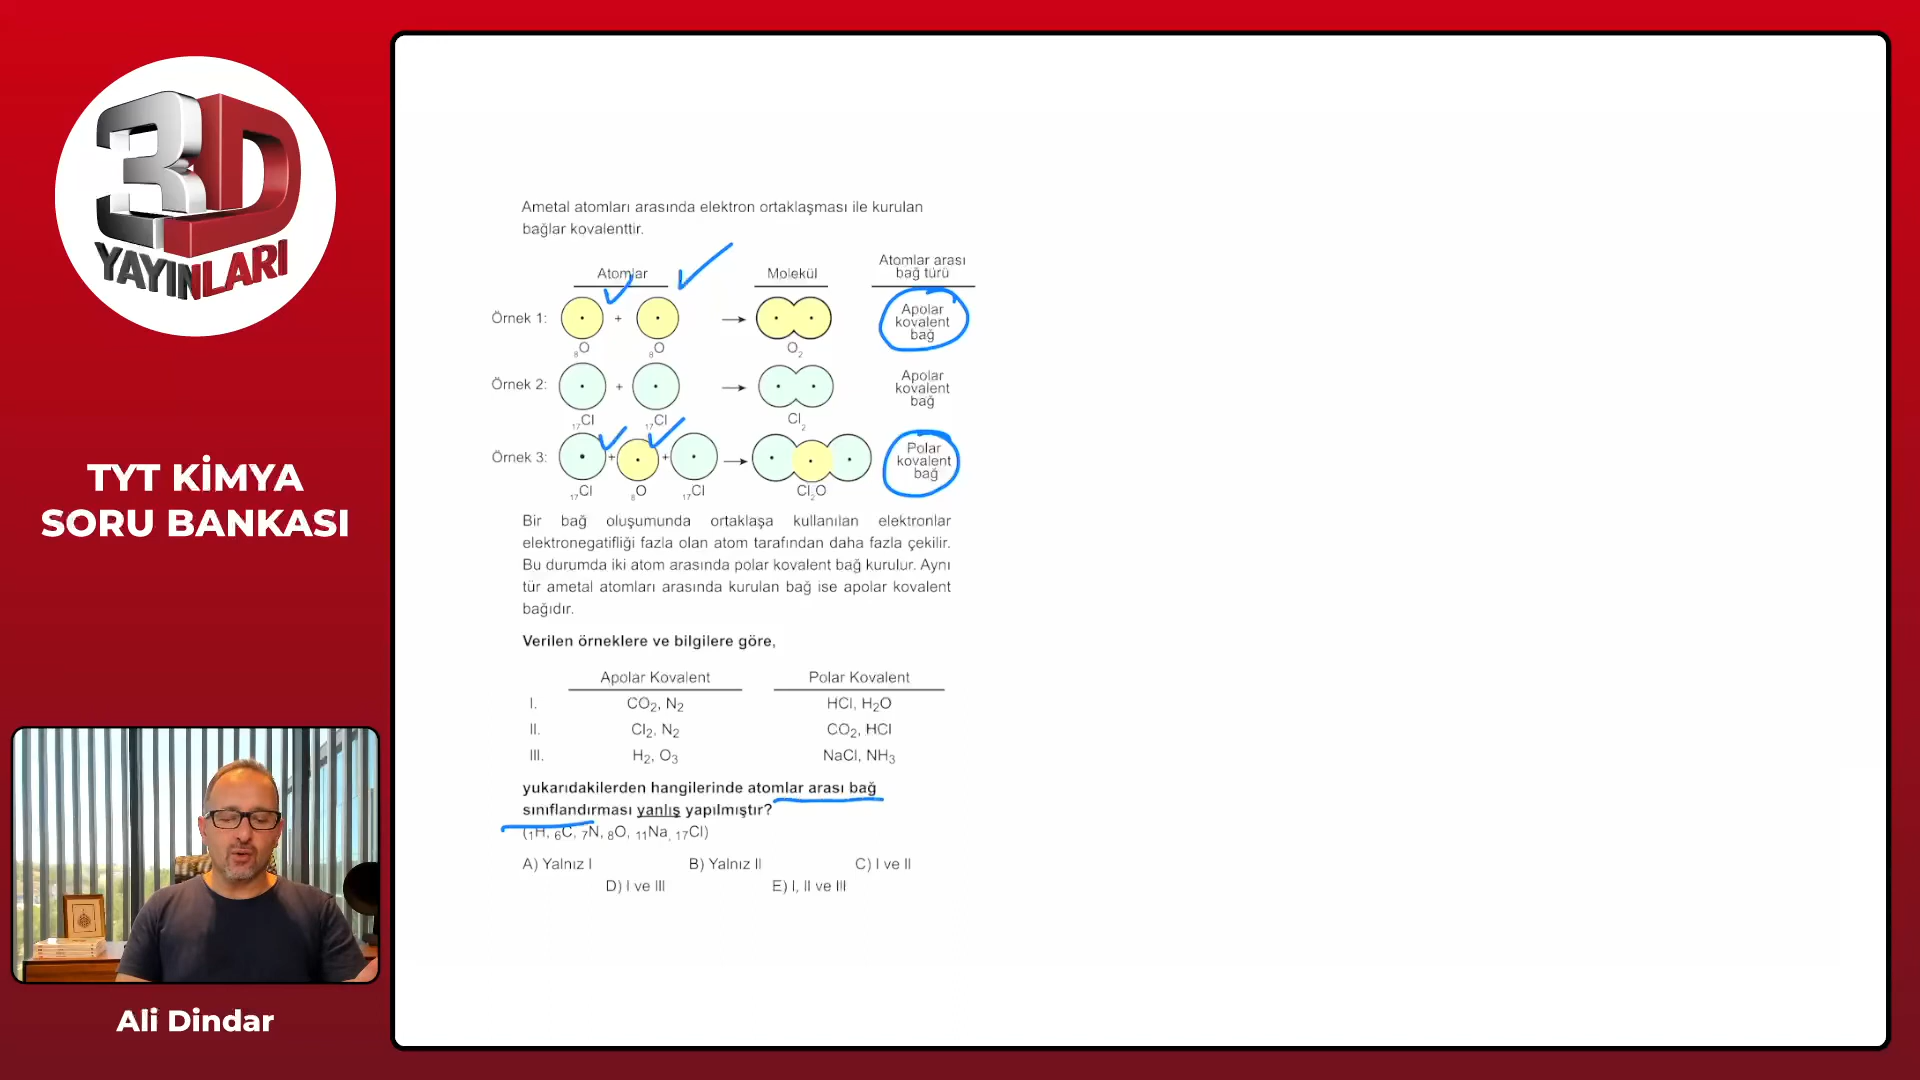 3D
YAYINLARI
TYT KİMYA
SORU BANKASI
Ali Dindar
Ametal atomları arasında elektron ortaklaşması ile kurulan
bağlar kovalenttir.
Atomlar Molekül Atomlar arası bağ türü
Örnek 1: ₈O + ₈O → O₂ Apolar kovalent bağ
Örnek 2: ₁₇Cl + ₁₇Cl → Cl₂ Apolar kovalent bağ
Örnek 3: ₁₇Cl + ₈O + ₁₇Cl → Cl₂O Polar kovalent bağ
Bir bağ oluşumunda ortaklaşa kullanılan elektronlar
elektronegatifliği fazla olan atom tarafından daha fazla çekilir.
Bu durumda iki atom arasında polar kovalent bağ kurulur. Aynı
tür ametal atomları arasında kurulan bağ ise apolar kovalent
bağıdır.
Verilen örneklere ve bilgilere göre,
Apolar Kovalent Polar Kovalent
I. CO₂, N₂ HCl, H₂O
II. Cl₂, N₂ CO₂, HCl
III. H₂, O₃ NaCl, NH₃
yukarıdakilerden hangilerinde atomlar arası bağ
sınıflandırması yanlış yapılmıştır?
(₁H, ₆C, ₇N, ₈O, ₁₁Na, ₁₇Cl)
A) Yalnız I B) Yalnız II C) I ve II
D) I ve III E) I, II ve III